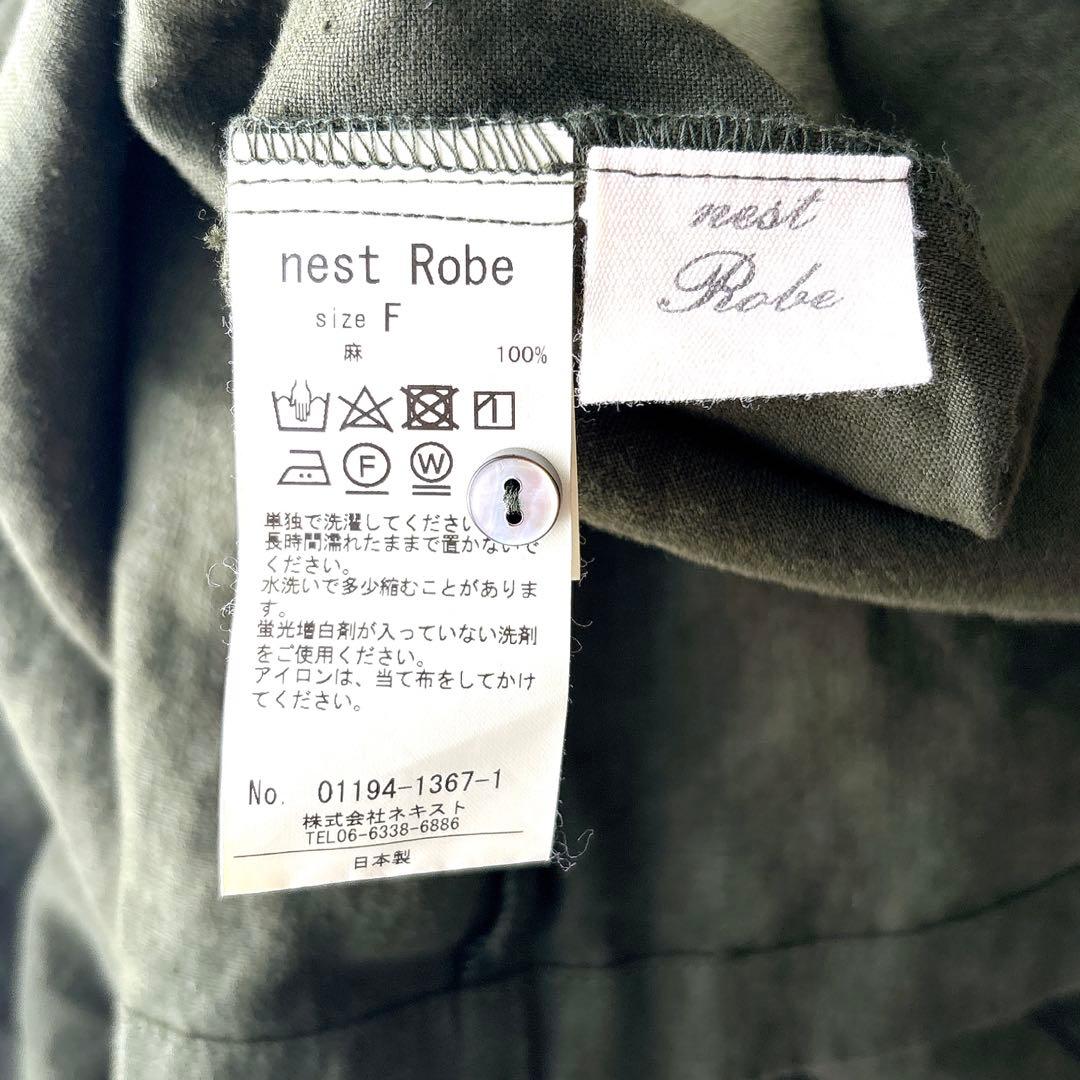 nest Robe
size F
麻 100%
F W
単独で洗濯してください
長時間濡れたままで置かないで
ください。
水洗いで多少縮むことがありま
す。
蛍光増白剤が入っていない洗剤
をご使用ください。
アイロンは、当て布をしてかけ
てください。
No. 01194-1367-1
株式会社ネキスト
TEL06-6338-6886
日本製
nest
Robe